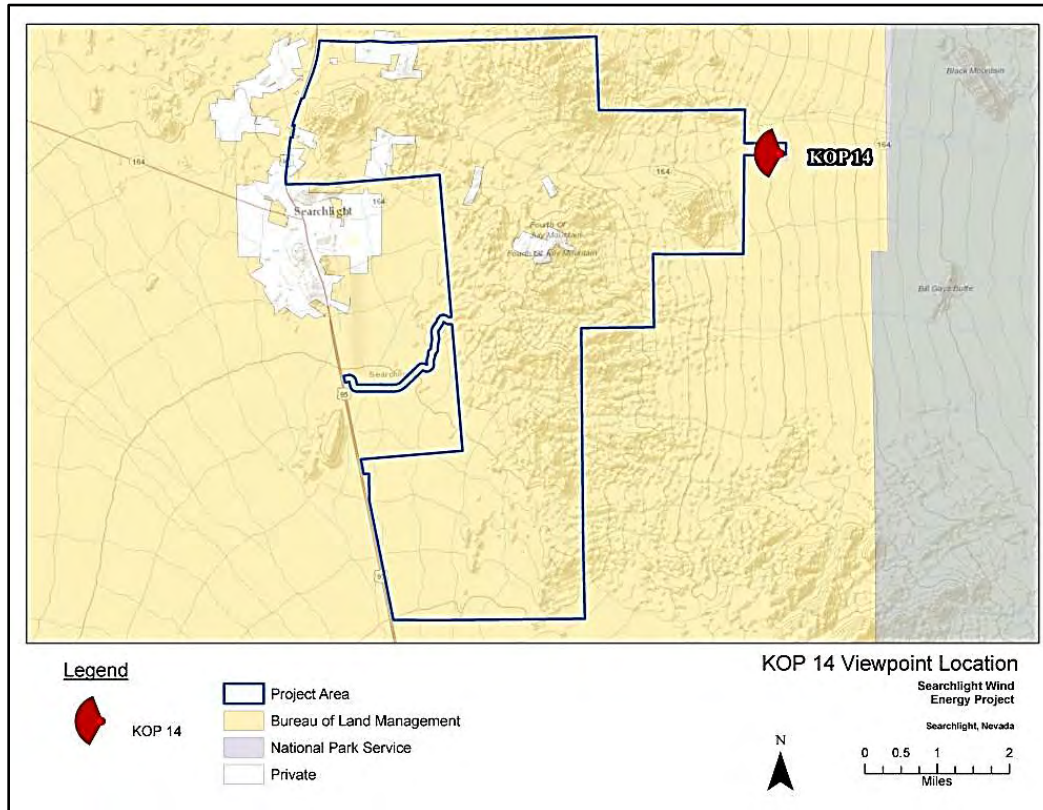 Black Mountain
164
164
KOP 14
164
95
Searchlight
164
Fourth Of
July Mountain
Fourth Of July Mountain
Bill Gays Butte
95
Legend
KOP 14
Project Area
Bureau of Land Management
National Park Service
Private
KOP 14 Viewpoint Location
Searchlight Wind
Energy Project
Searchlight, Nevada
N
0 0.5 1 2
Miles